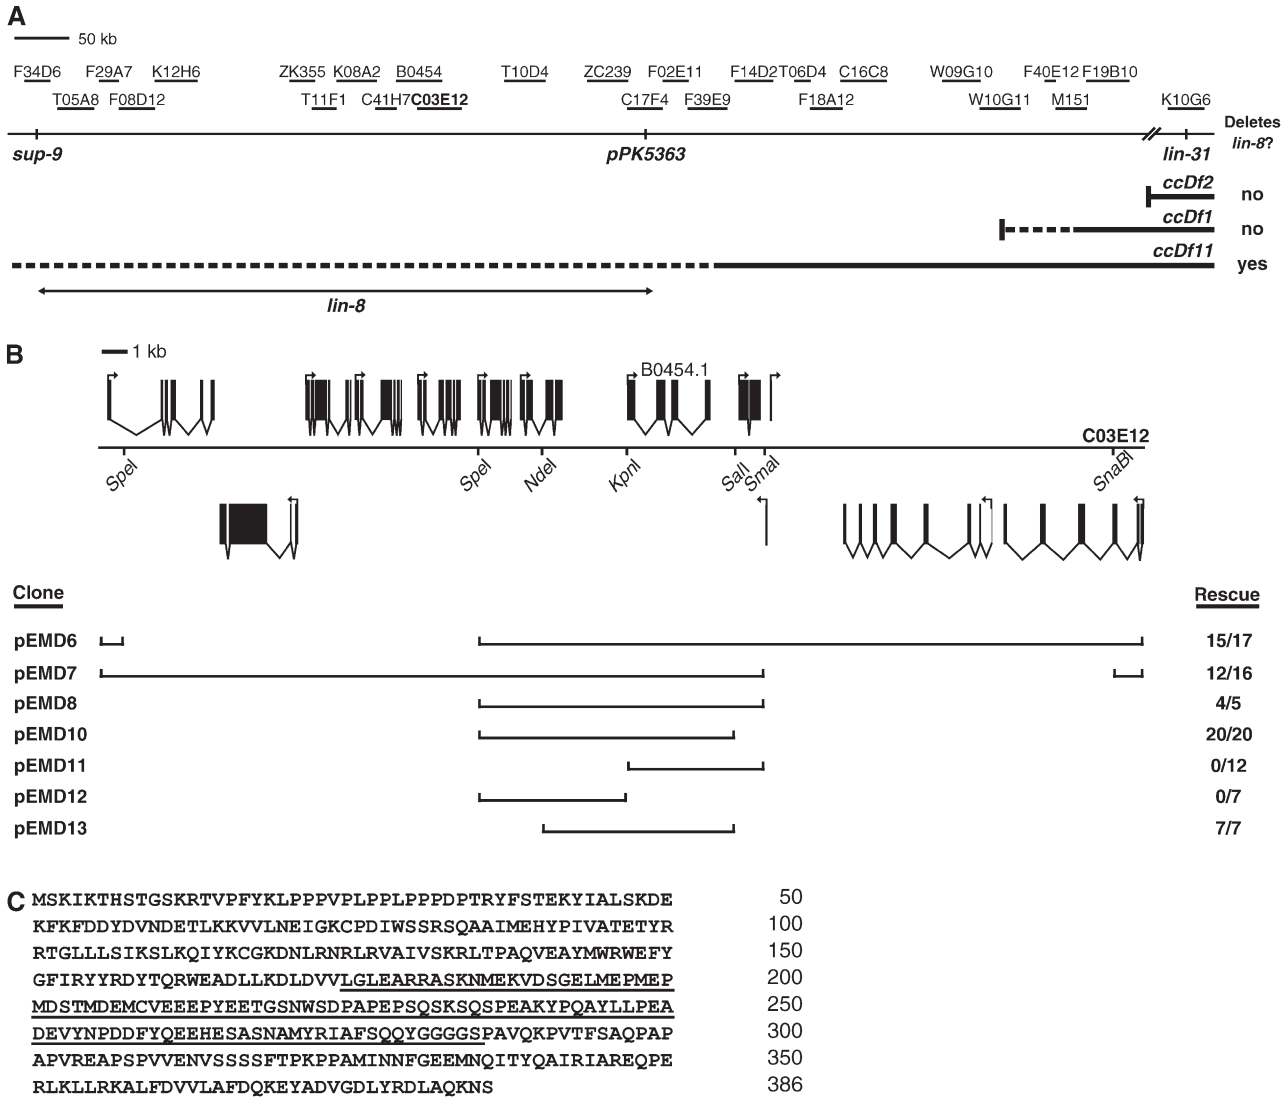 A
50 kb
F34D6 F29A7 K12H6 ZK355 K08A2 B0454 T10D4 ZC239 F02E11 F14D2 T06D4 C16C8 W09G10 F40E12 F19B10
T05A8 F08D12 T11F1 C41H7 C03E12 C17F4 F39E9 F18A12 W10G11 M151 K10G6
Deletes
lin-8?
sup-9 pPK5363 lin-31
ccDf2 no
ccDf1 no
ccDf11 yes
lin-8
B
1 kb
B0454.1
C03E12
SpeI SpeI NdeI KpnI SalI SmaI SnaBI
Clone Rescue
pEMD6 15/17
pEMD7 12/16
pEMD8 4/5
pEMD10 20/20
pEMD11 0/12
pEMD12 0/7
pEMD13 7/7
C MSKIKTHSTGSKRTVPFYKLPPPVPLPPLPPPDPTRYFSTEKYIALSKDE 50
KFKFDDYDVNDETLKKVVLNEIGKCPDIWSSRSQAAIMEHYPIVATETYR 100
RTGLLLSIKSLKQIYKCGKDNLRNRLRVAIVSKRLTPAQVEAYMWRWEFY 150
GFIRYYRDYTQRWEADLLKDLDVVLGLEARRASKNMEKVDSGELMEPMEP 200
MDSTMDEMCVEEEPYEETGSNWSDPAPEPSQSKSQSPEAKYPQAYLLPEA 250
DEVYNPDDFYQEEHESASNAMYRIAFSQQYGGGGSPAVQKPVTFSAQPAP 300
APVREAPSPVVENVSSSSFTPKPPAMINNFGEEMNQITYQAIRIAREQPE 350
RLKLLRKALFDVVLAFDQKEYADVGDLYRDLAQKNS 386